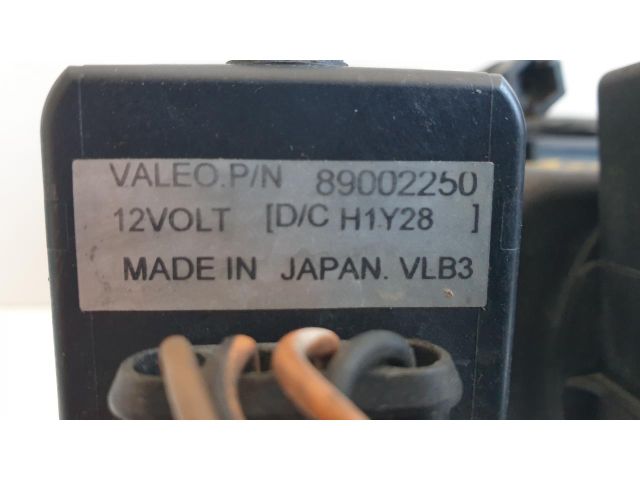 VALEO.P/N 89002250
12VOLT [D/C H1Y28 ]
MADE IN JAPAN. VLB3